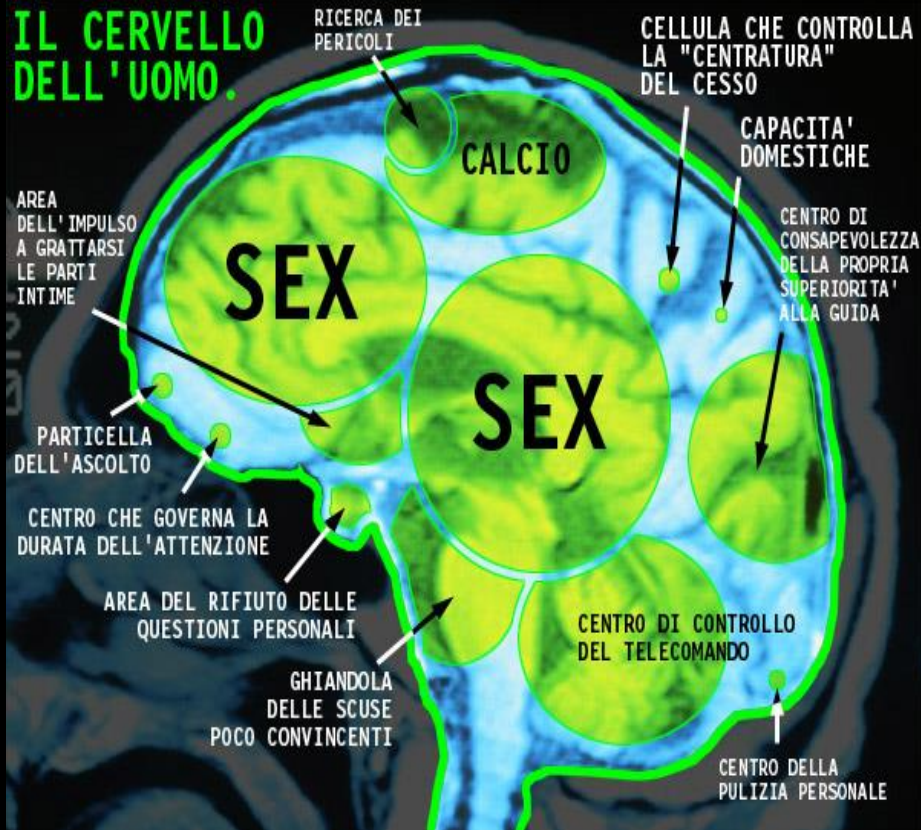 IL CERVELLO
DELL'UOMO.
RICERCA DEI
PERICOLI
CELLULA CHE CONTROLLA
LA "CENTRATURA"
DEL CESSO
CAPACITA'
DOMESTICHE
CALCIO
AREA
DELL'IMPULSO
A GRATTARSI
LE PARTI
INTIME
CENTRO DI
CONSAPEVOLEZZA
DELLA PROPRIA
SUPERIORITA'
ALLA GUIDA
SEX
SEX
PARTICELLA
DELL'ASCOLTO
CENTRO CHE GOVERNA LA
DURATA DELL'ATTENZIONE
AREA DEL RIFIUTO DELLE
QUESTIONI PERSONALI
GHIANDOLA
DELLE SCUSE
POCO CONVINCENTI
CENTRO DI CONTROLLO
DEL TELECOMANDO
CENTRO DELLA
PULIZIA PERSONALE